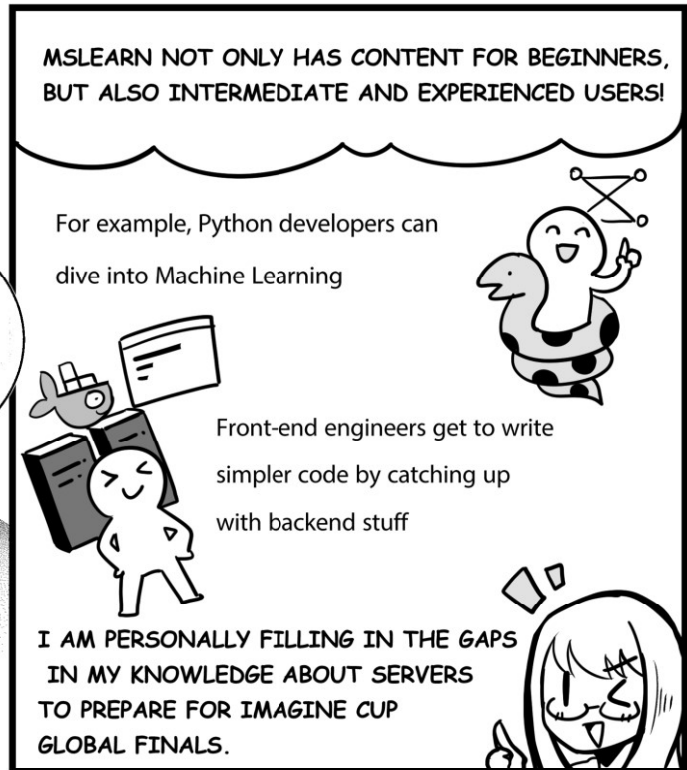 MSLEARN NOT ONLY HAS CONTENT FOR BEGINNERS,
BUT ALSO INTERMEDIATE AND EXPERIENCED USERS!
For example, Python developers can
dive into Machine Learning
Front-end engineers get to write
simpler code by catching up
with backend stuff
I AM PERSONALLY FILLING IN THE GAPS
IN MY KNOWLEDGE ABOUT SERVERS
TO PREPARE FOR IMAGINE CUP
GLOBAL FINALS.